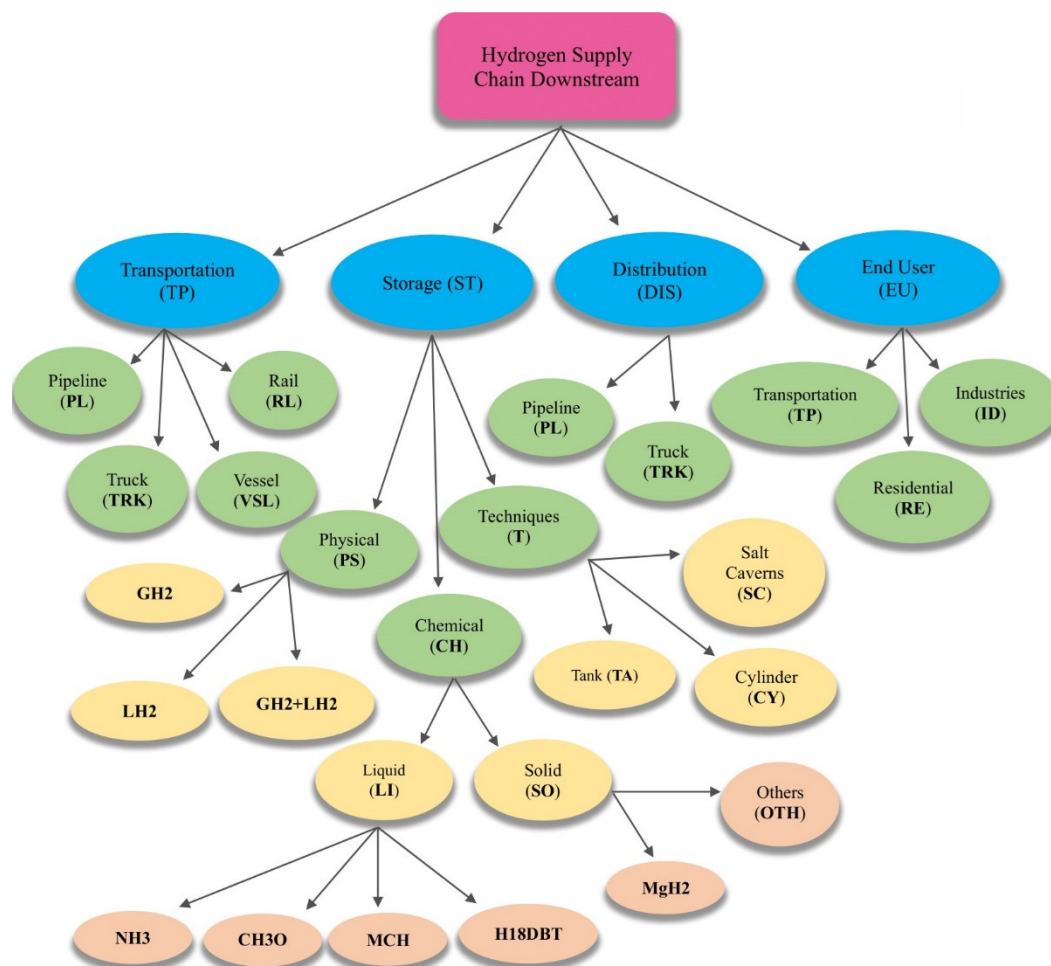 Hydrogen Supply
Chain Downstream
Transportation
(TP)
Storage (ST)
Distribution
(DIS)
End User
(EU)
Pipeline
(PL)
Rail
(RL)
Truck
(TRK)
Vessel
(VSL)
Pipeline
(PL)
Truck
(TRK)
Transportation
(TP)
Industries
(ID)
Residential
(RE)
Physical
(PS)
Techniques
(T)
Chemical
(CH)
GH2
LH2
GH2+LH2
Salt
Caverns
(SC)
Tank (TA)
Cylinder
(CY)
Liquid
(LI)
Solid
(SO)
Others
(OTH)
MgH2
NH3
CH3O
MCH
H18DBT